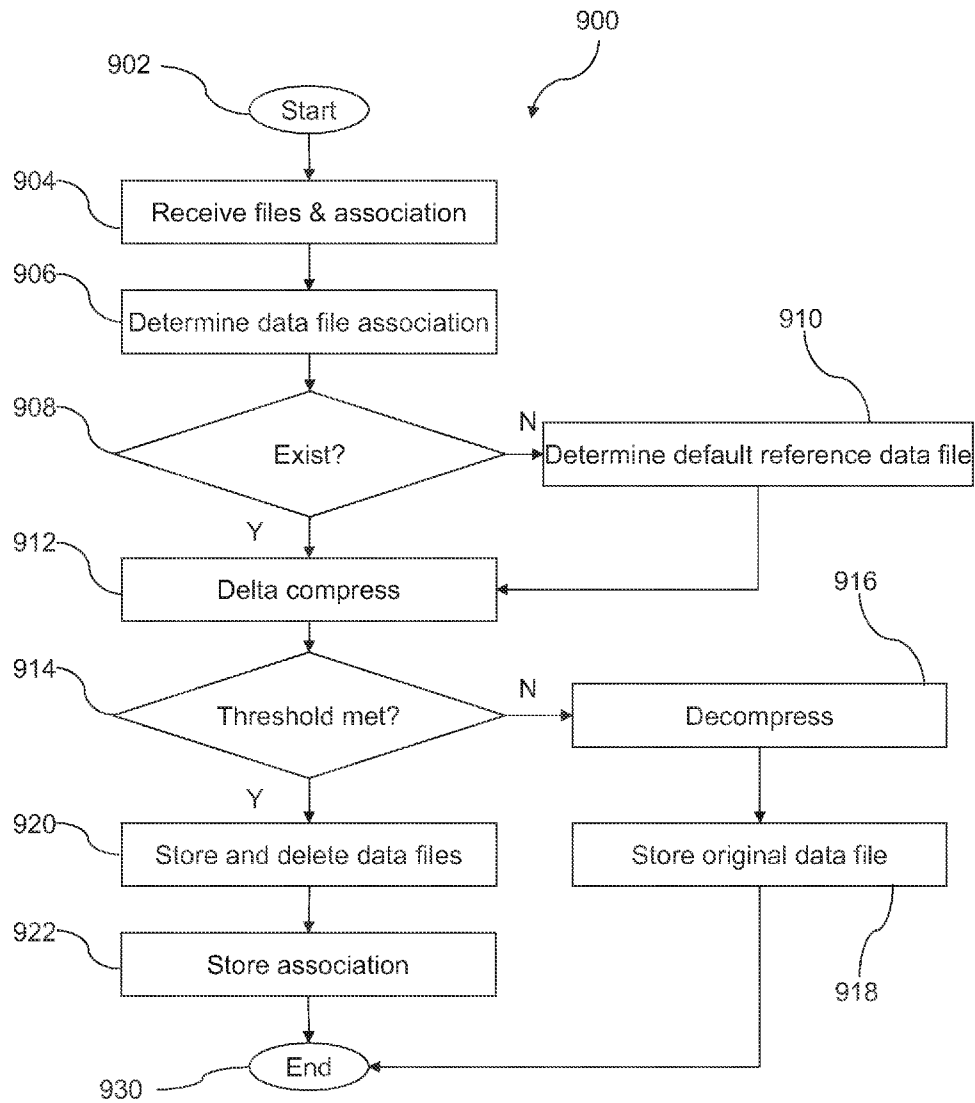 900
902
Start
904
Receive files & association
906
Determine data file association
910
908
Exist?
N
Determine default reference data file
Y
912
Delta compress
916
914
Threshold met?
N
Decompress
Y
920
Store and delete data files
Store original data file
922
Store association
918
End
930